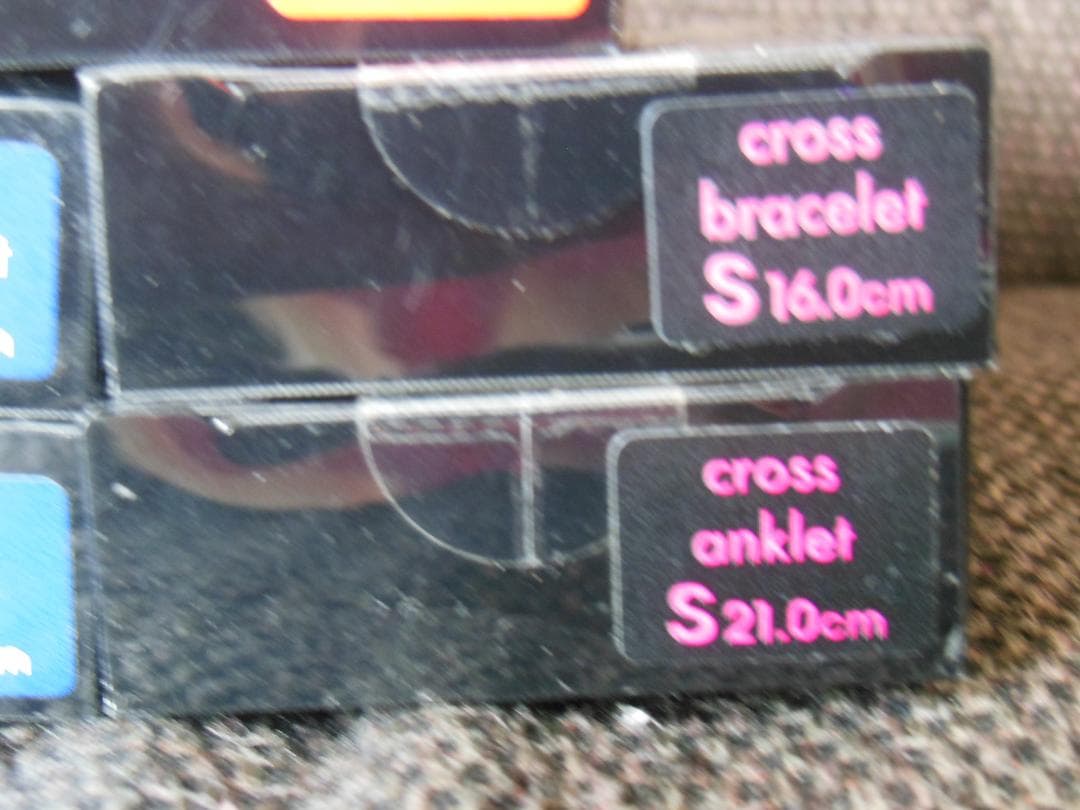 cross
bracelet
S 16.0cm
cross
anklet
S 21.0cm